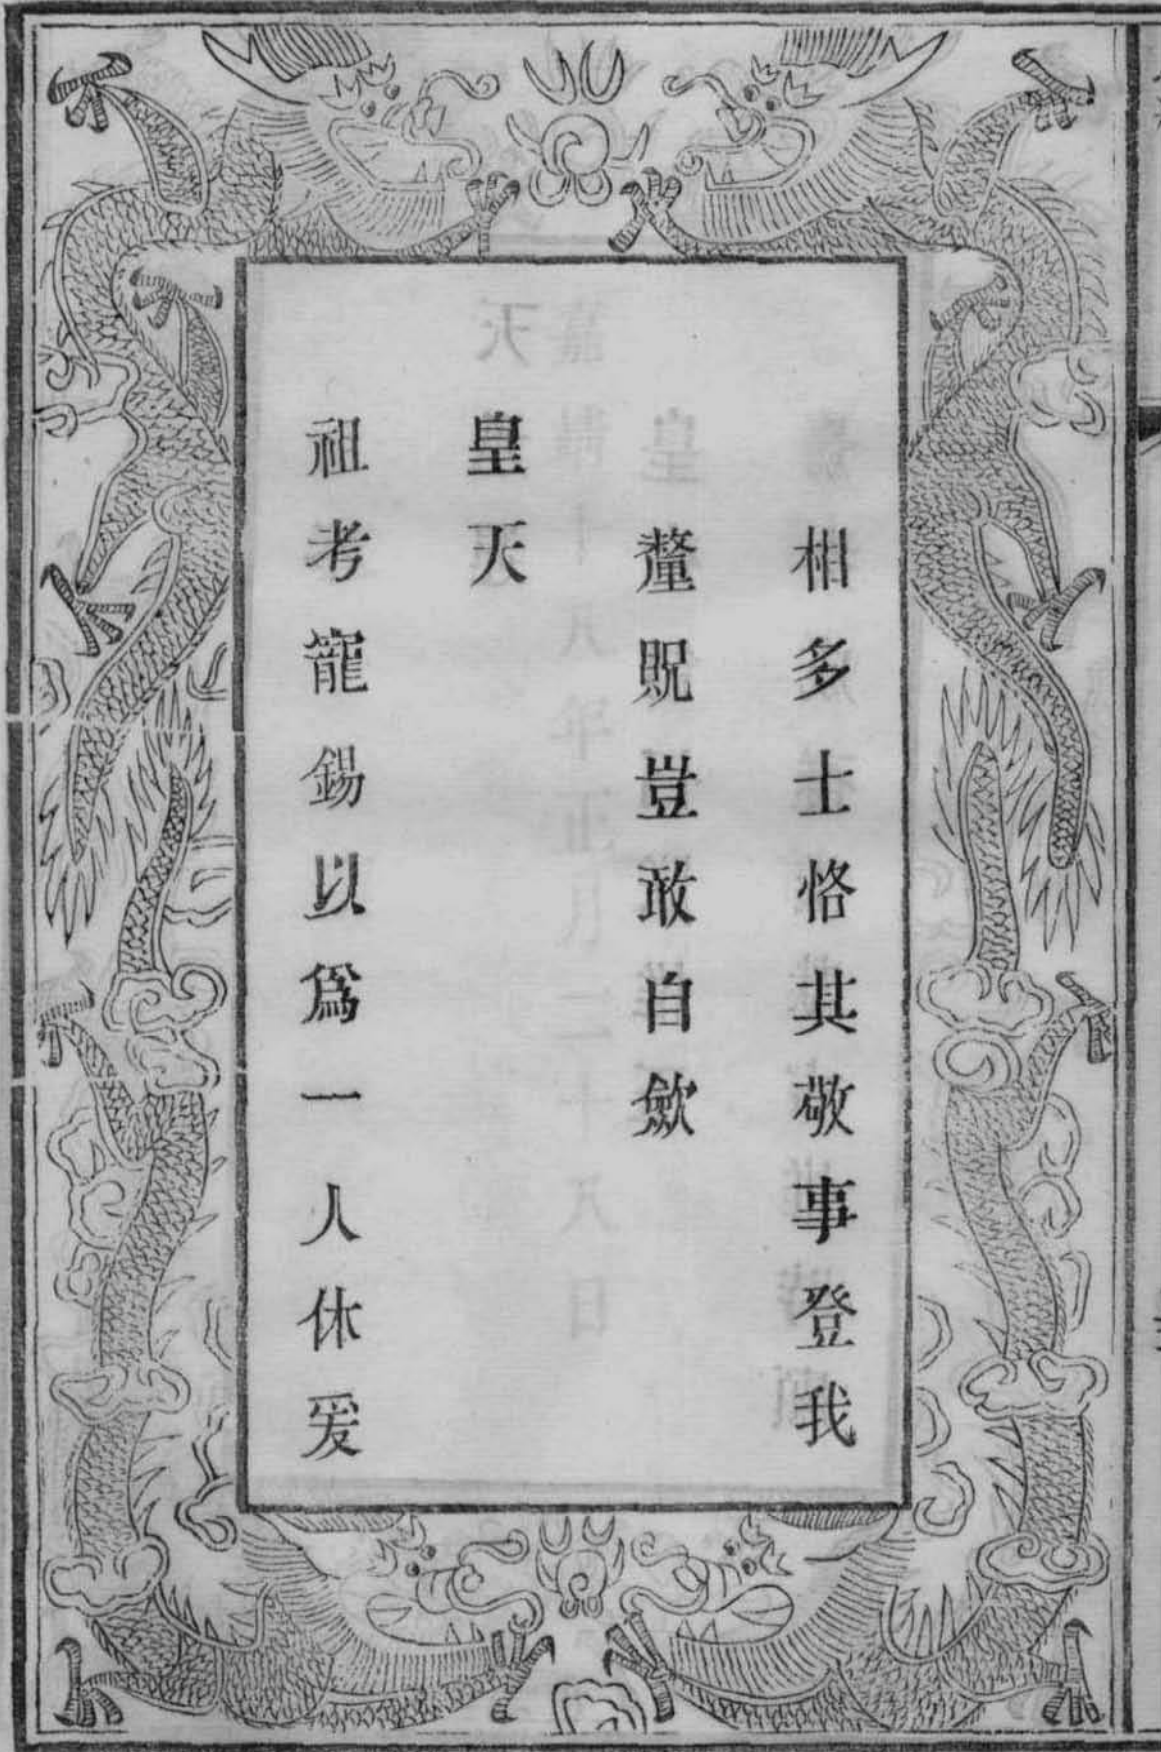 相多士恪其敬事登我
釐貺豈敢自歛
皇天
祖考寵錫以爲一人休爰